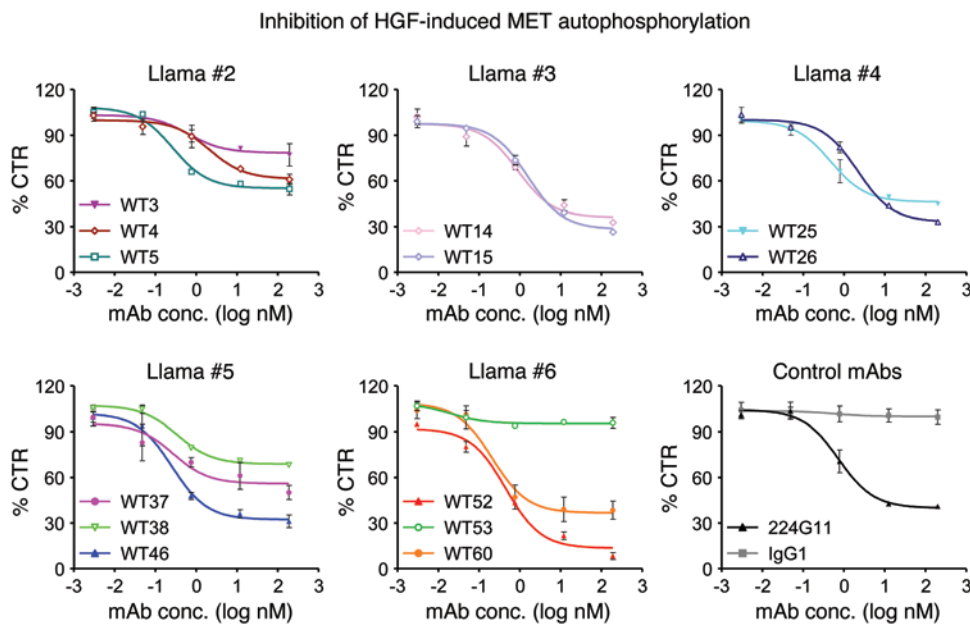 Inhibition of HGF-induced MET autophosphorylation
Llama #2
120
90
60
30
0
% CTR
WT3
WT4
WT5
-3 -2 -1 0 1 2 3
mAb conc. (log nM)
Llama #3
120
90
60
30
0
% CTR
WT14
WT15
-3 -2 -1 0 1 2 3
mAb conc. (log nM)
Llama #4
120
90
60
30
0
% CTR
WT25
WT26
-3 -2 -1 0 1 2 3
mAb conc. (log nM)
Llama #5
120
90
60
30
0
% CTR
WT37
WT38
WT46
-3 -2 -1 0 1 2 3
mAb conc. (log nM)
Llama #6
120
90
60
30
0
% CTR
WT52
WT53
WT60
-3 -2 -1 0 1 2 3
mAb conc. (log nM)
Control mAbs
120
90
60
30
0
% CTR
224G11
IgG1
-3 -2 -1 0 1 2 3
mAb conc. (log nM)